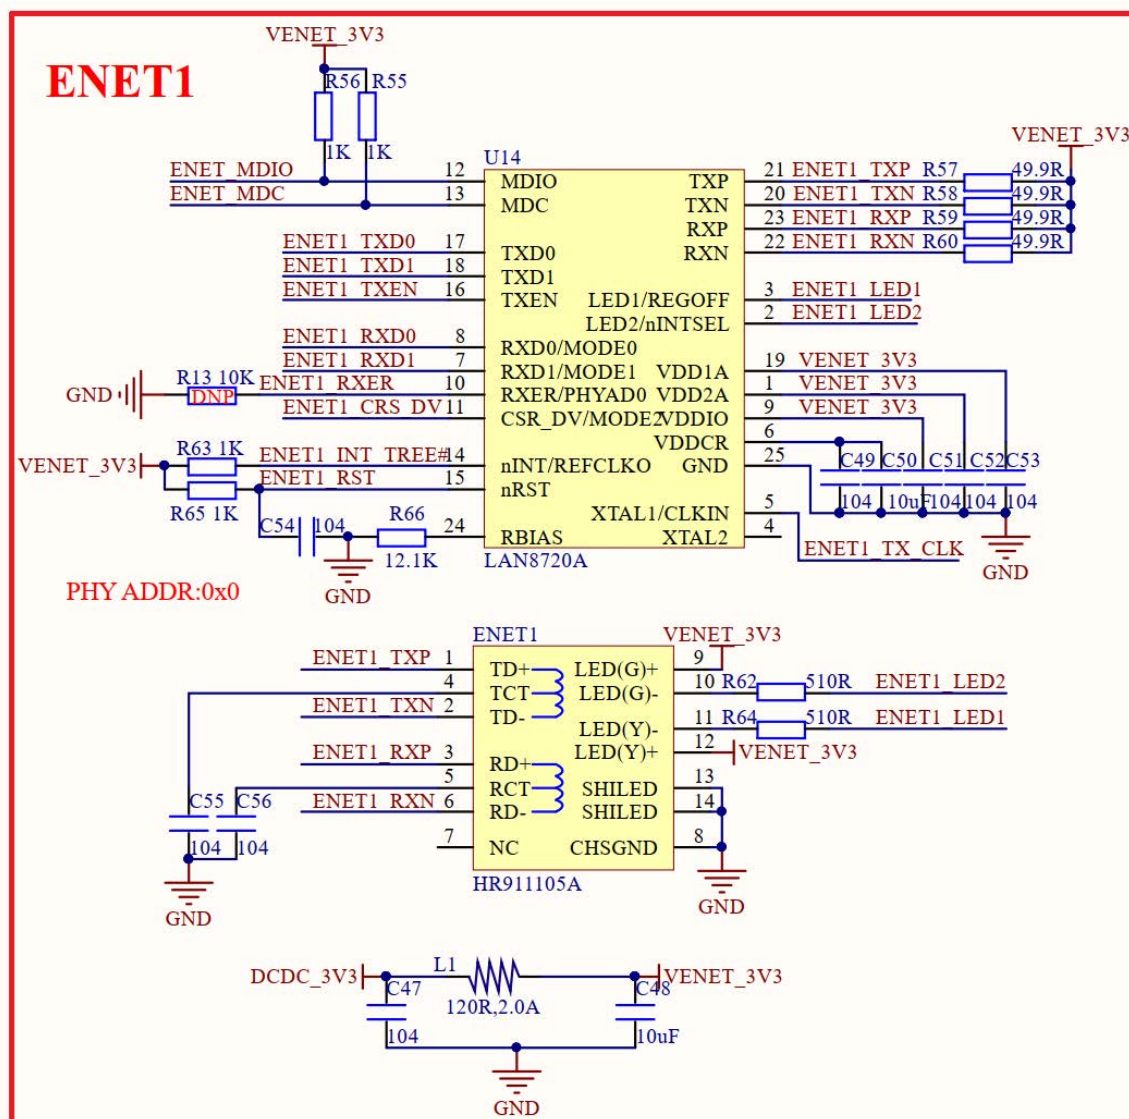 VENET_3V3
ENET1
R56 R55
1K 1K
VENET_3V3
U14
ENET_MDIO 12 MDIO TXP 21 ENET1_TXP R57 49.9R
ENET_MDC 13 MDC TXN 20 ENET1_TXN R58 49.9R
RXP 23 ENET1_RXP R59 49.9R
ENET1_TXD0 17 TXD0 RXN 22 ENET1_RXN R60 49.9R
ENET1_TXD1 18 TXD1
ENET1_TXEN 16 TXEN LED1/REGOFF 3 ENET1_LED1
LED2/nINTSEL 2 ENET1_LED2
ENET1_RXD0 8 RXD0/MODE0
ENET1_RXD1 7 RXD1/MODE1 VDD1A 19 VENET_3V3
GND R13 10K DNP ENET1_RXER 10 RXER/PHYAD0 VDD2A 1 VENET_3V3
ENET1_CRS_DV 11 CSR_DV/MODE2 VDDIO 9 VENET_3V3
VDDCR 6
VENET_3V3 R63 1K ENET1_INT_TREE# 14 nINT/REFCLKO GND 25 C49 C50 C51 C52 C53
ENET1_RST 15 nRST
104 10uF 104 104 104
R65 1K
C54 104 R66 XTAL1/CLKIN 5
24 RBIAS XTAL2 4
12.1K LAN8720A ENET1_TX_CLK
GND GND
PHY ADDR:0x0
ENET1 VENET_3V3
ENET1_TXP 1 TD+ LED(G)+ 9
4 TCT LED(G)- 10 R62 510R ENET1_LED2
ENET1_TXN 2 TD-
LED(Y)- 11 R64 510R ENET1_LED1
ENET1_RXP 3 RD+ LED(Y)+ 12 VENET_3V3
5 RCT SHILED 13
ENET1_RXN 6 RD- SHILED 14
C55 C56
104 104 7 NC CHSGND 8
HR911105A
GND GND
DCDC_3V3 L1 VENET_3V3
C47 120R,2.0A C48
104 10uF
GND